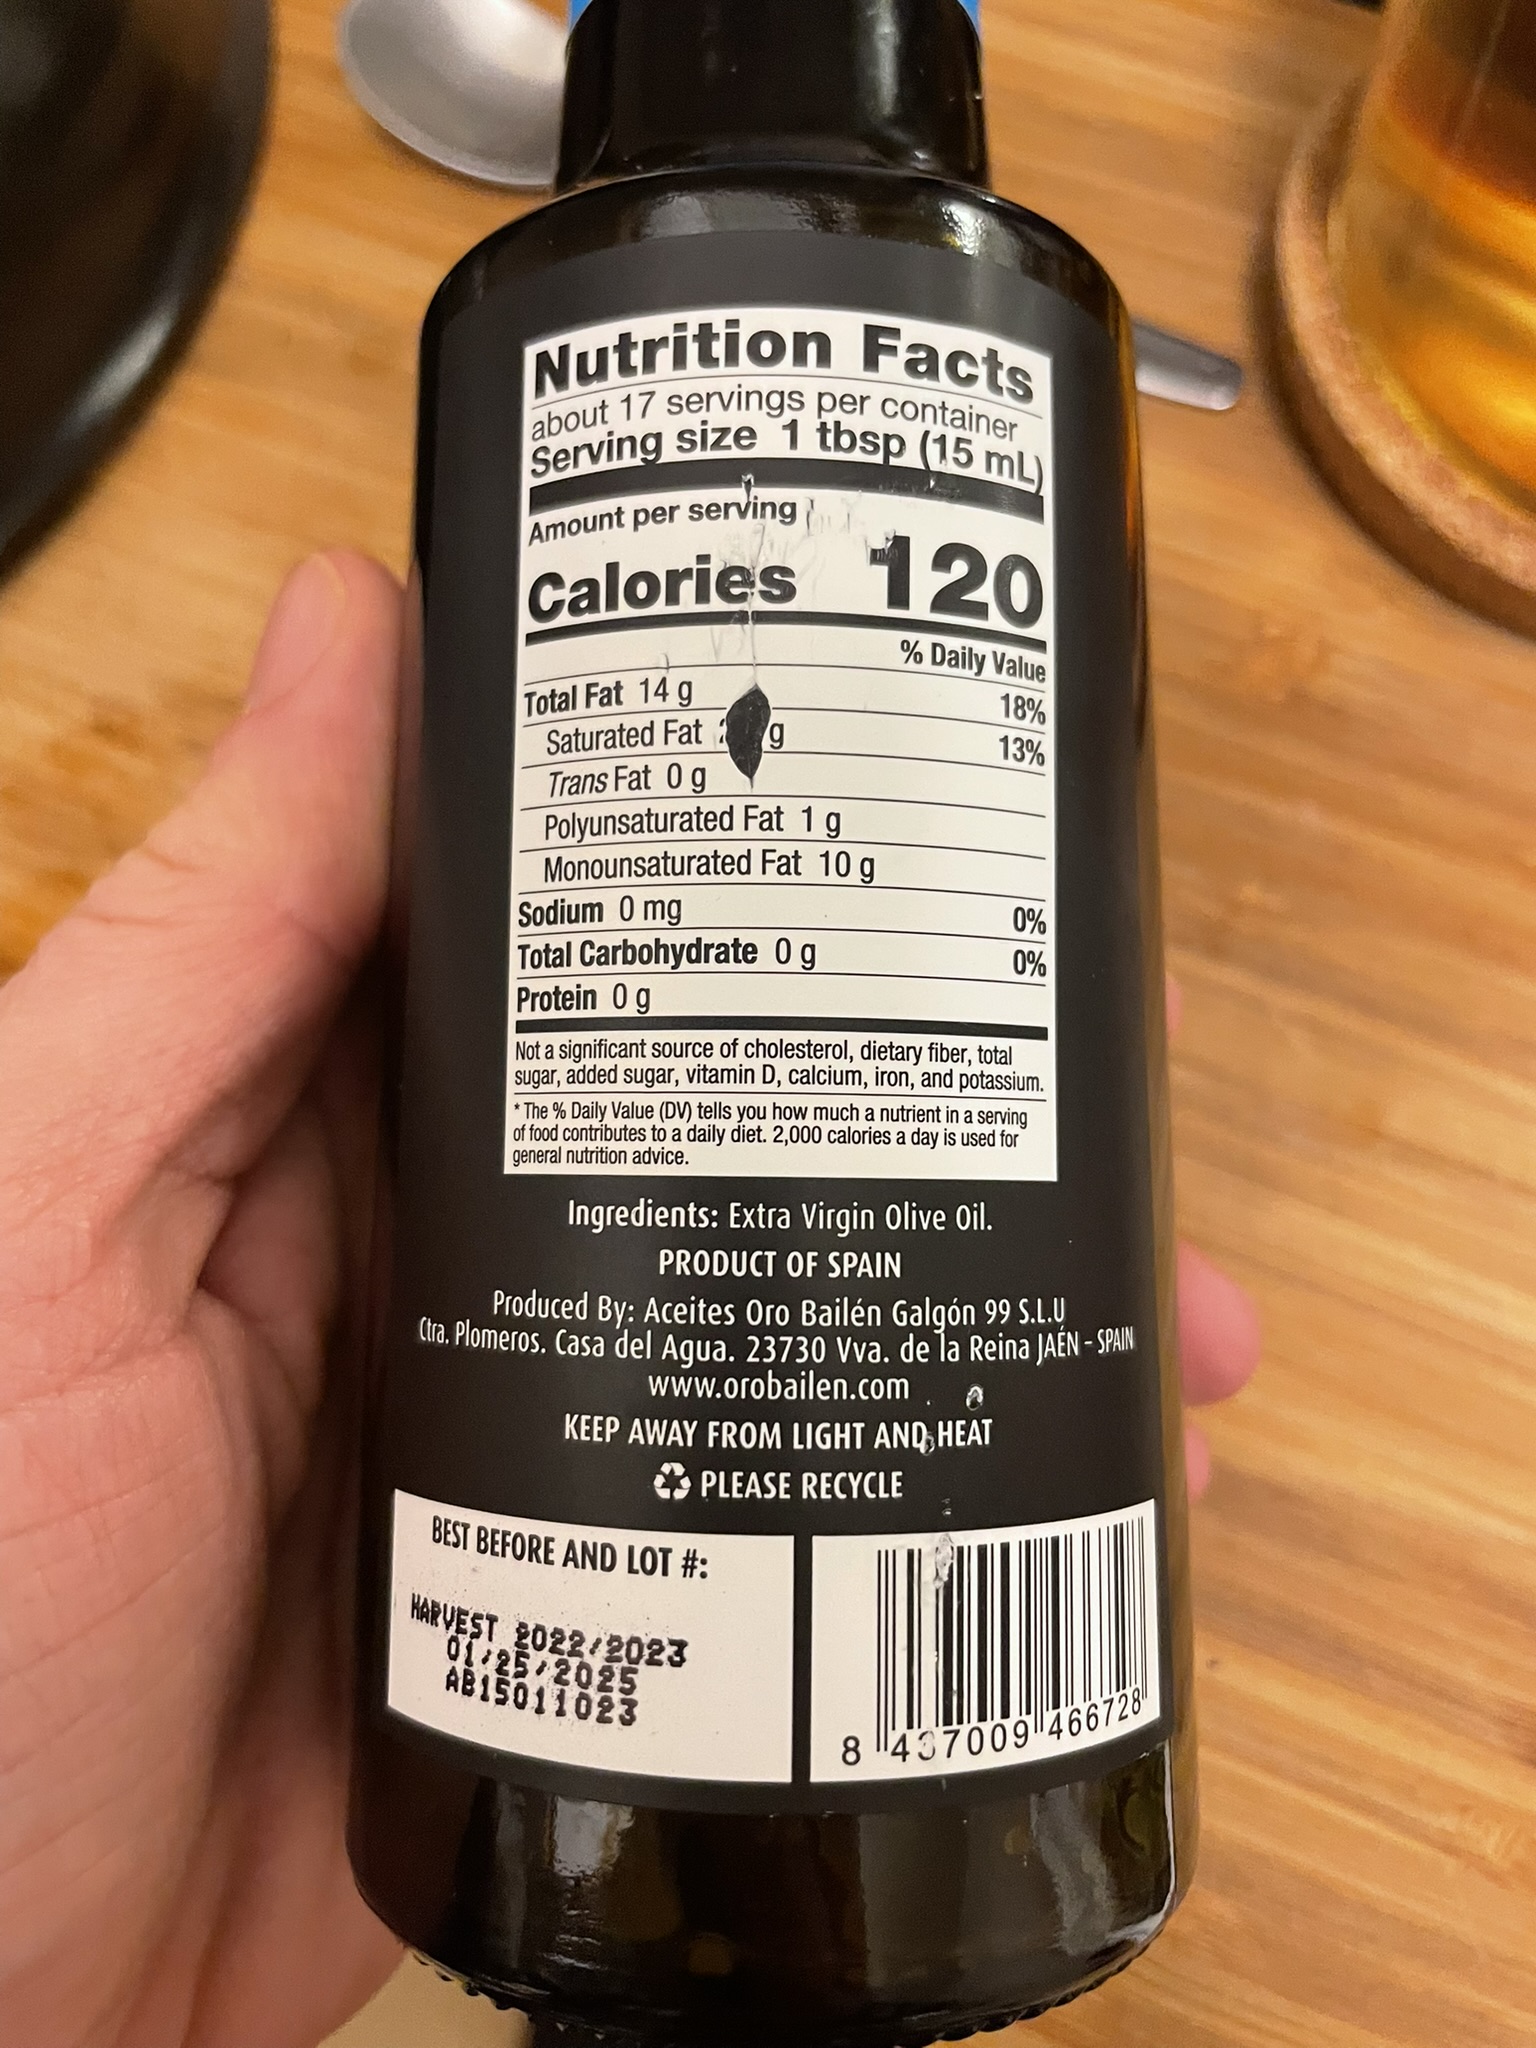 Nutrition Facts
about 17 servings per container
Serving size 1 tbsp (15 mL)
Amount per serving
Calories 120
% Daily Value
Total Fat 14 g 18%
Saturated Fat g 13%
Trans Fat 0 g
Polyunsaturated Fat 1 g
Monounsaturated Fat 10 g
Sodium 0 mg 0%
Total Carbohydrate 0 g 0%
Protein 0 g
Not a significant source of cholesterol, dietary fiber, total
sugar, added sugar, vitamin D, calcium, iron, and potassium.
* The % Daily Value (DV) tells you how much a nutrient in a serving
of food contributes to a daily diet. 2,000 calories a day is used for
general nutrition advice.
Ingredients: Extra Virgin Olive Oil.
PRODUCT OF SPAIN
Produced By: Aceites Oro Bailén Galgón 99 S.L.U
Ctra. Plomeros. Casa del Agua. 23730 Vva. de la Reina JAÉN - SPAIN
www.orobailen.com
KEEP AWAY FROM LIGHT AND HEAT
PLEASE RECYCLE
BEST BEFORE AND LOT #:
HARVEST 2022/2023
01/25/2025
AB15011023
8 437009 466728